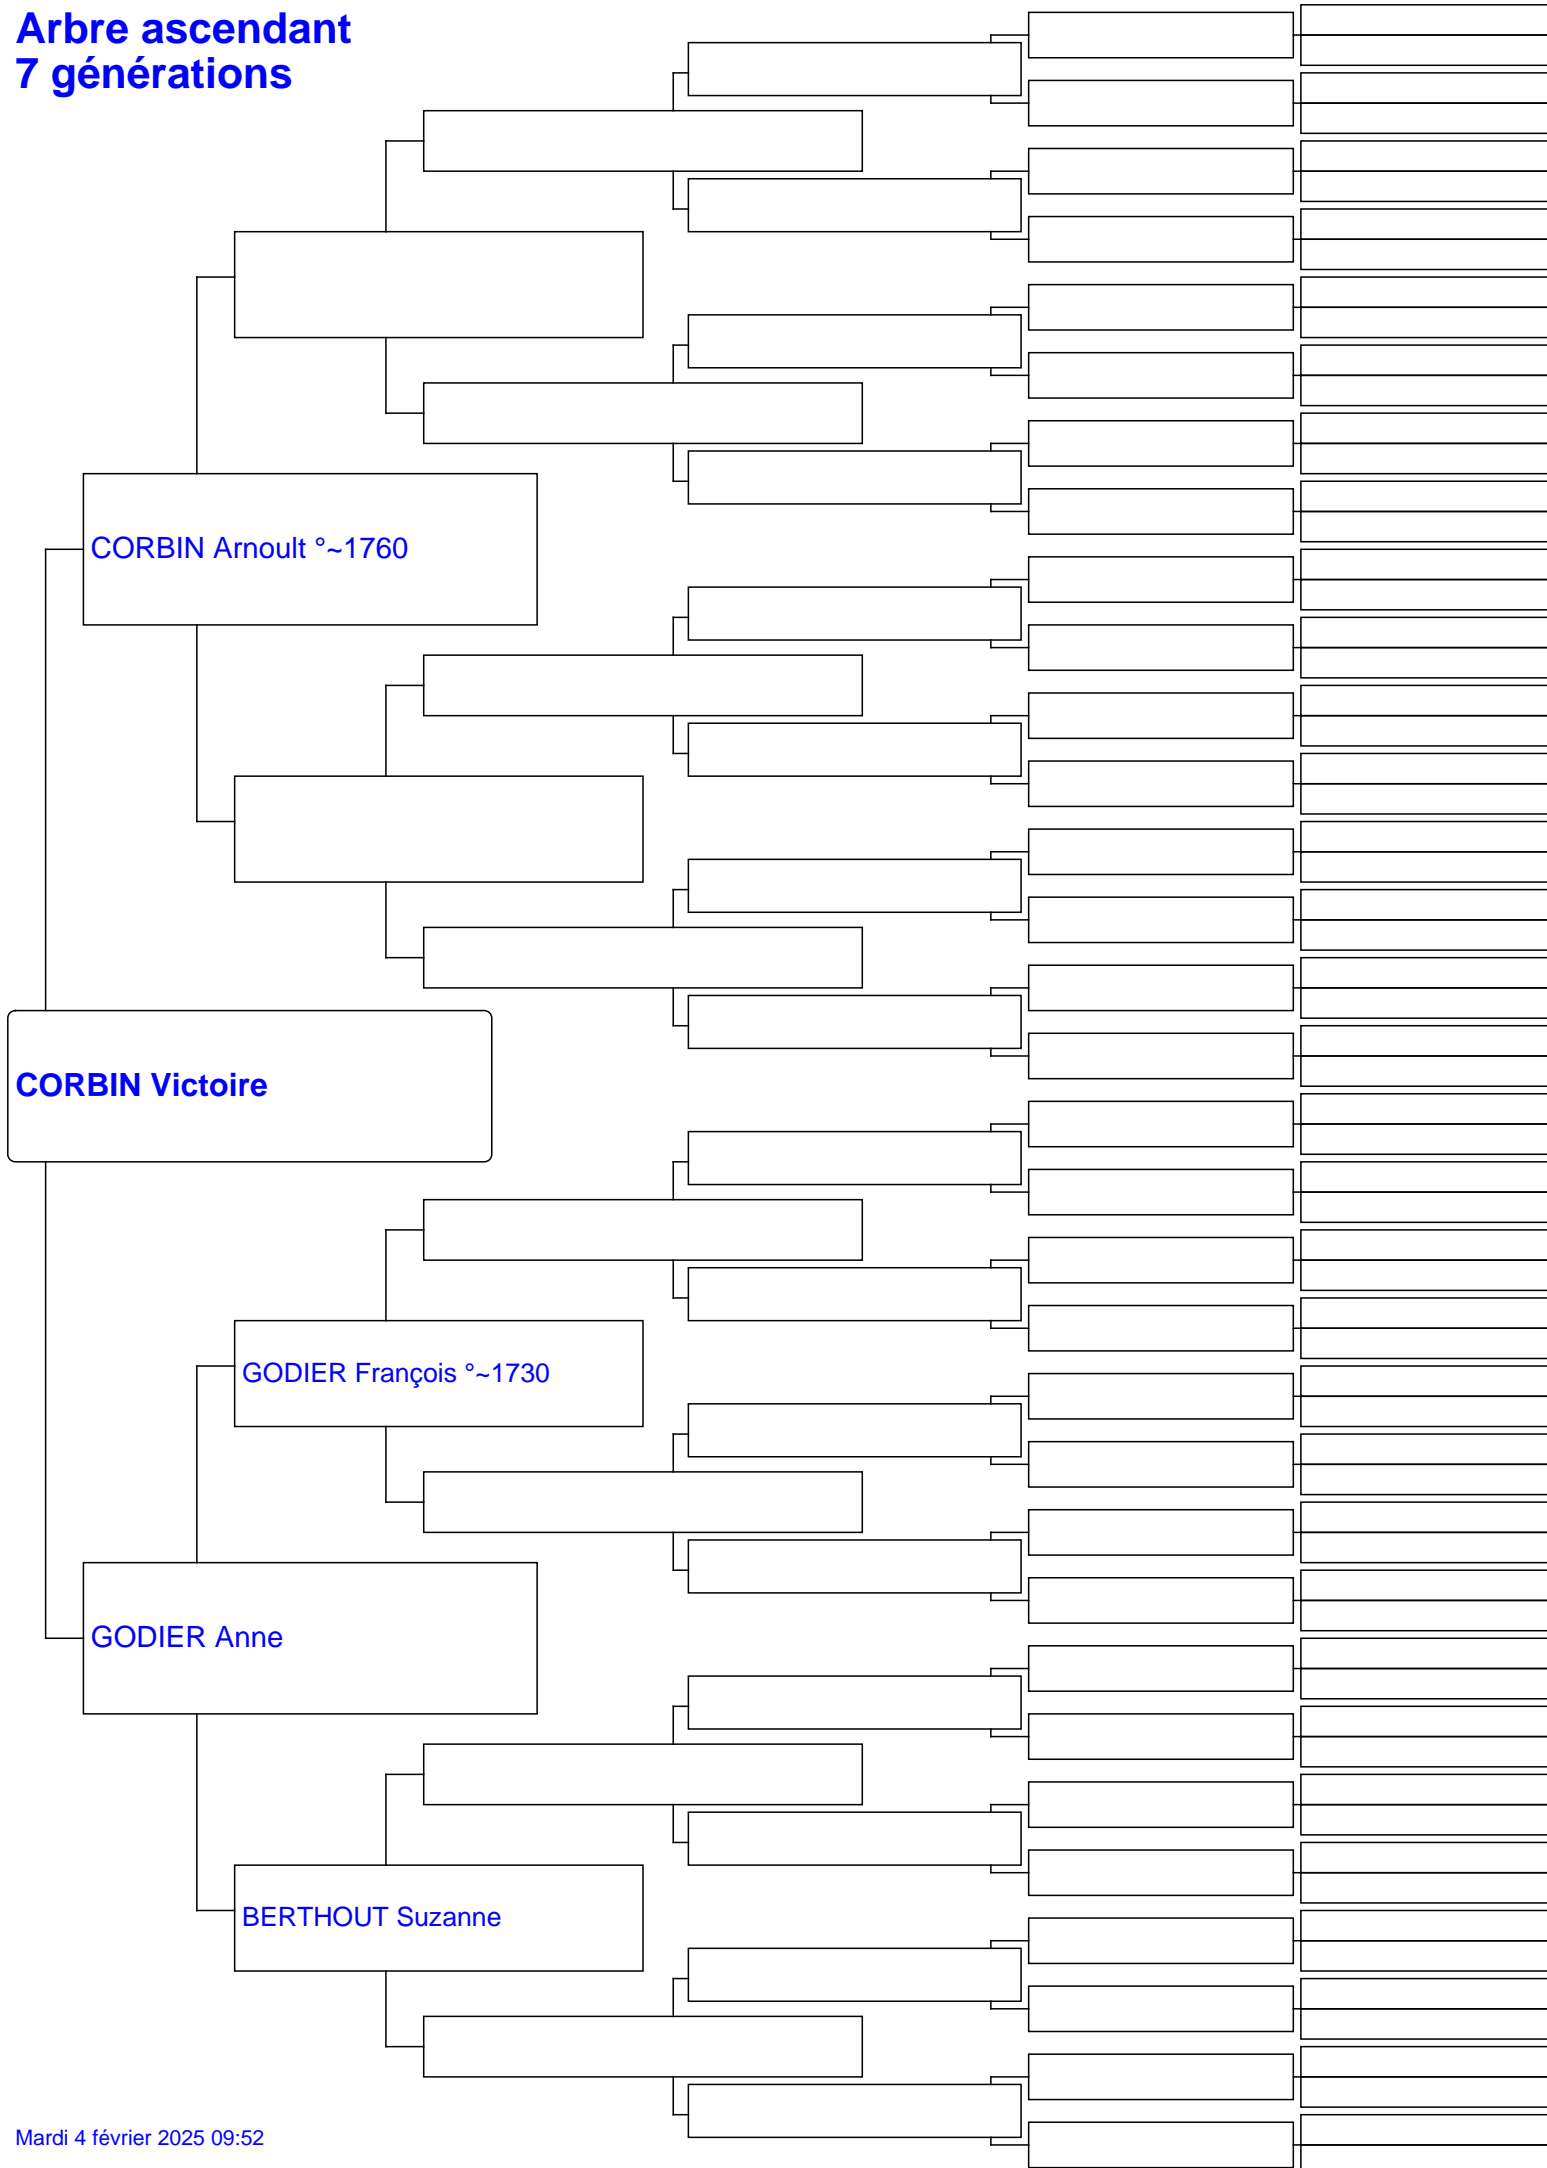 Arbre ascendant
7 générations
CORBIN Arnoult °~1760
CORBIN Victoire
GODIER François °~1730
GODIER Anne
BERTHOUT Suzanne
Mardi 4 février 2025 09:52